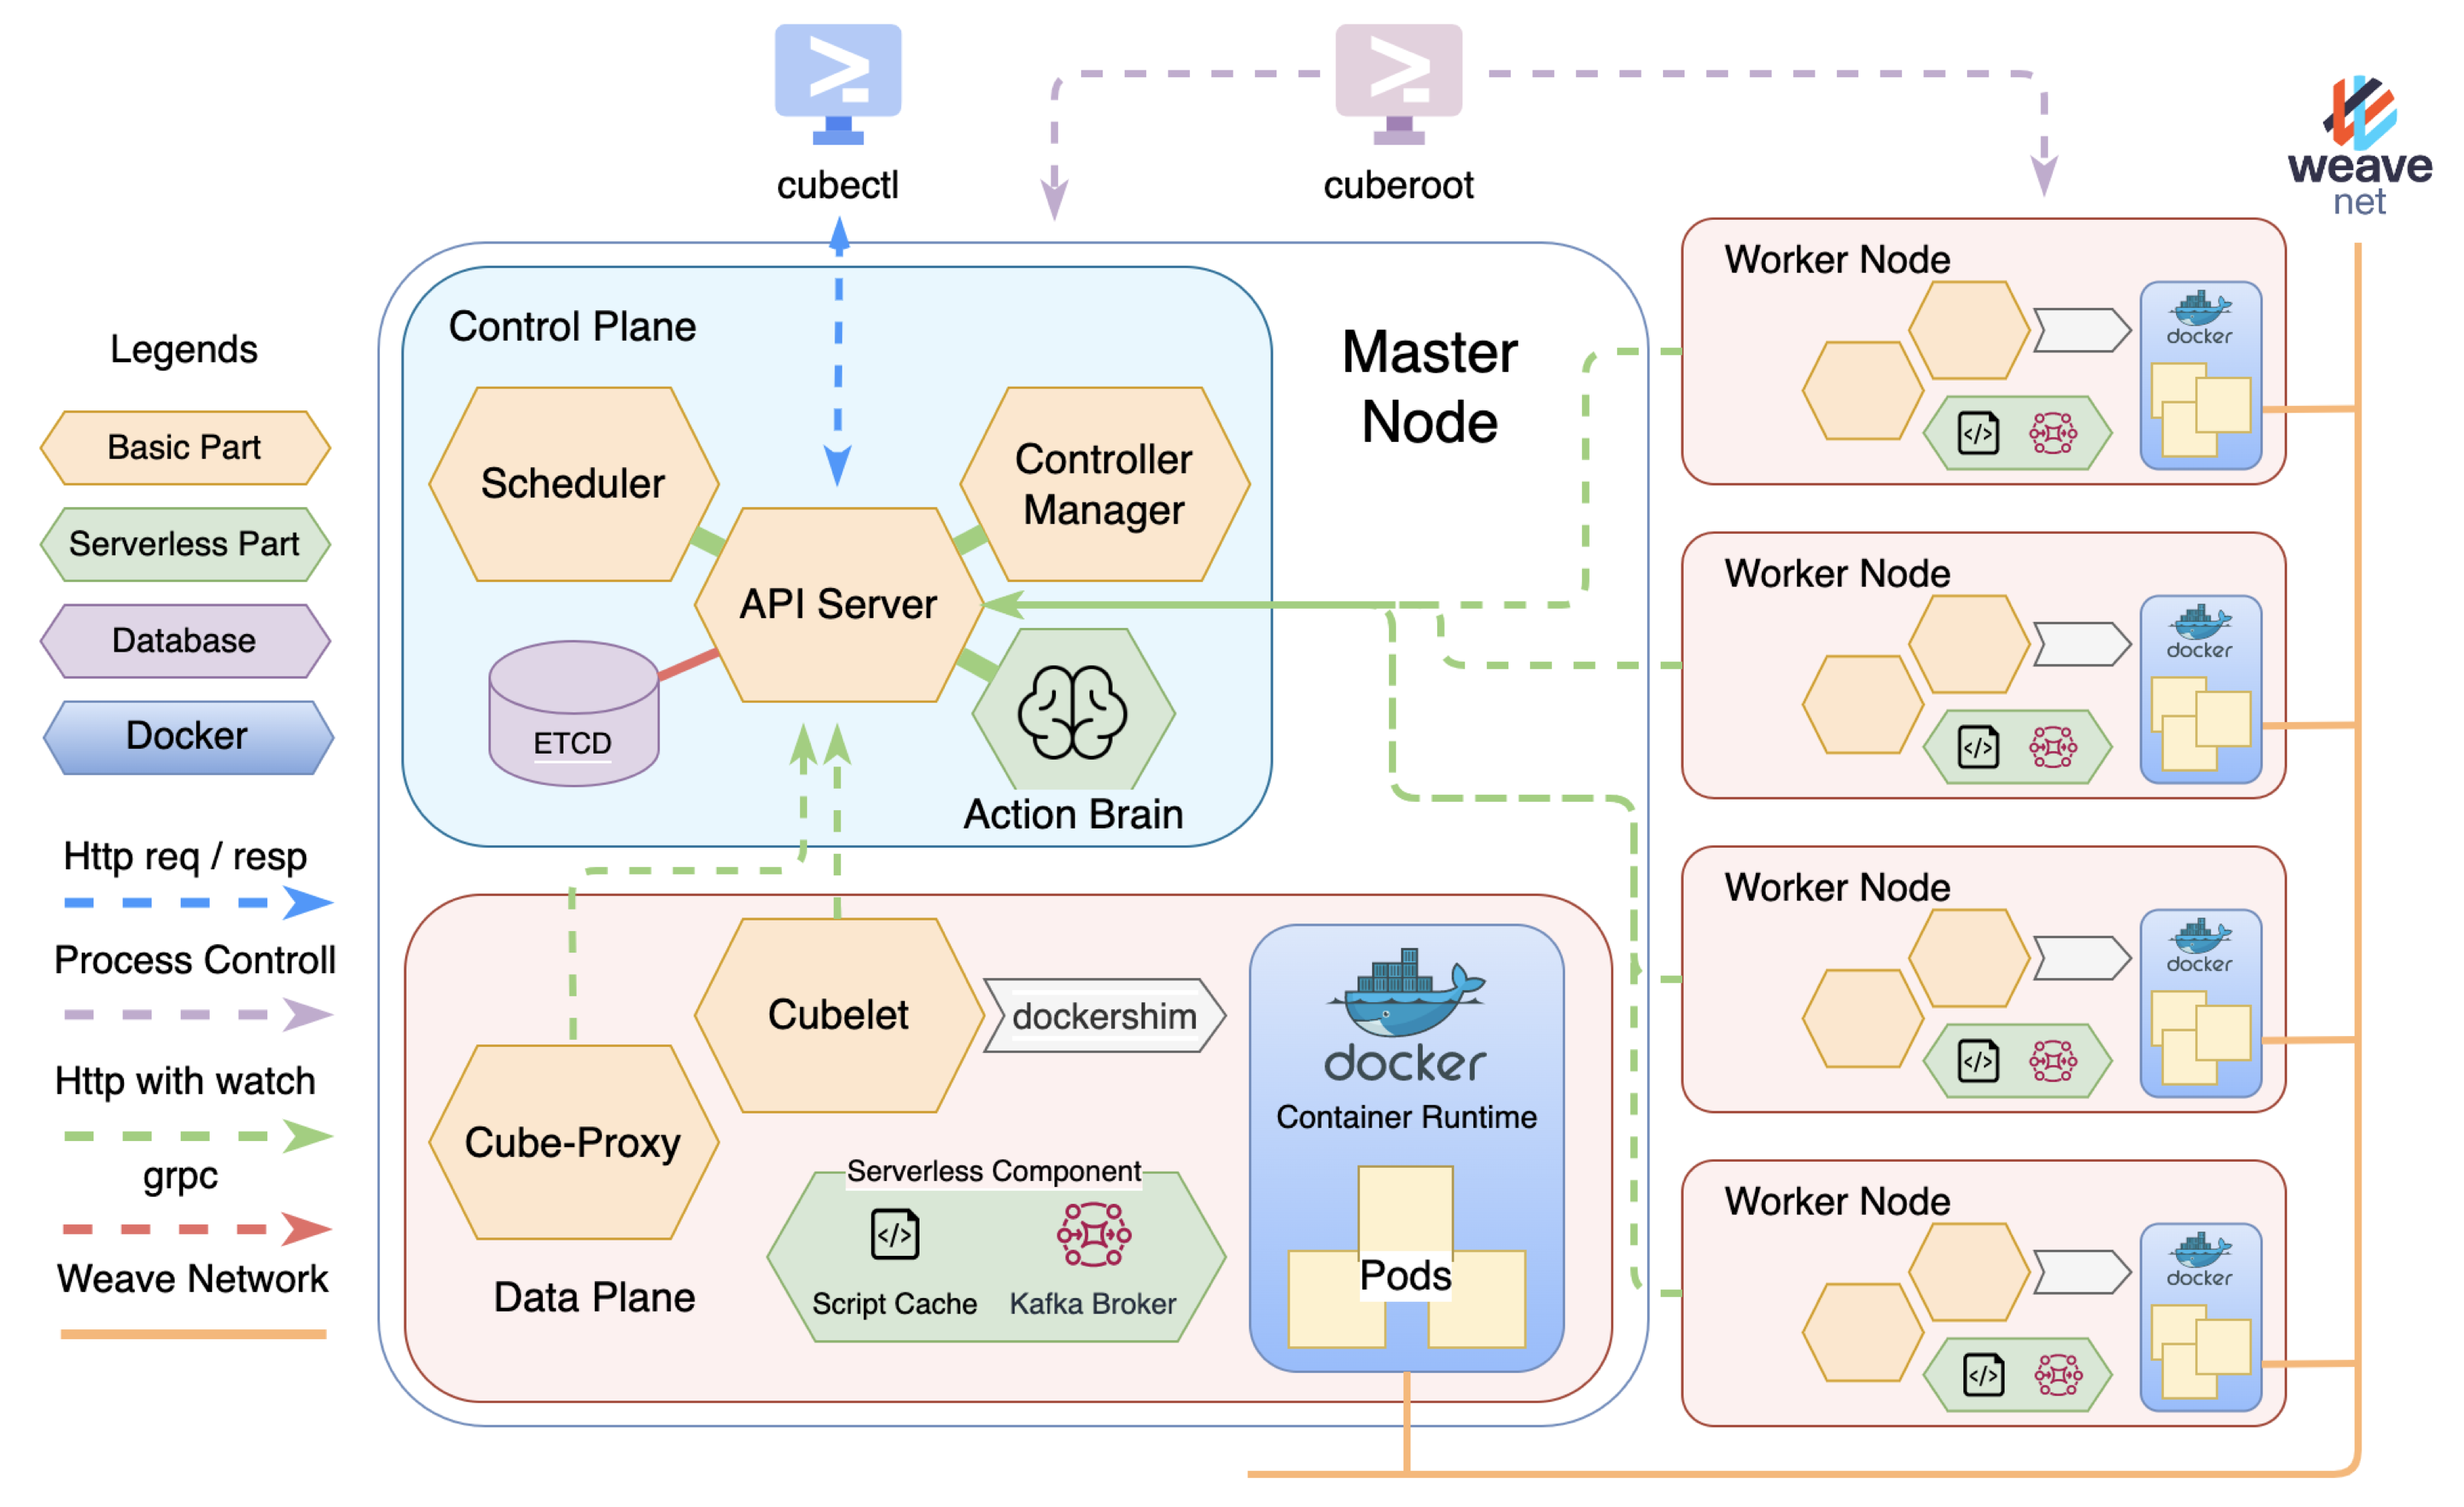 cubectl
cuberoot
weave
net
Legends
Basic Part
Serverless Part
Database
Docker
Http req / resp
Process Controll
Http with watch
grpc
Weave Network
Master
Node
Control Plane
Scheduler
Controller
Manager
API Server
ETCD
Action Brain
Cubelet
dockershim
Cube-Proxy
Serverless Component
</>
Script Cache
Kafka Broker
Data Plane
docker
Container Runtime
Pods
Worker Node
docker
</>
Worker Node
docker
</>
Worker Node
docker
</>
Worker Node
docker
</>